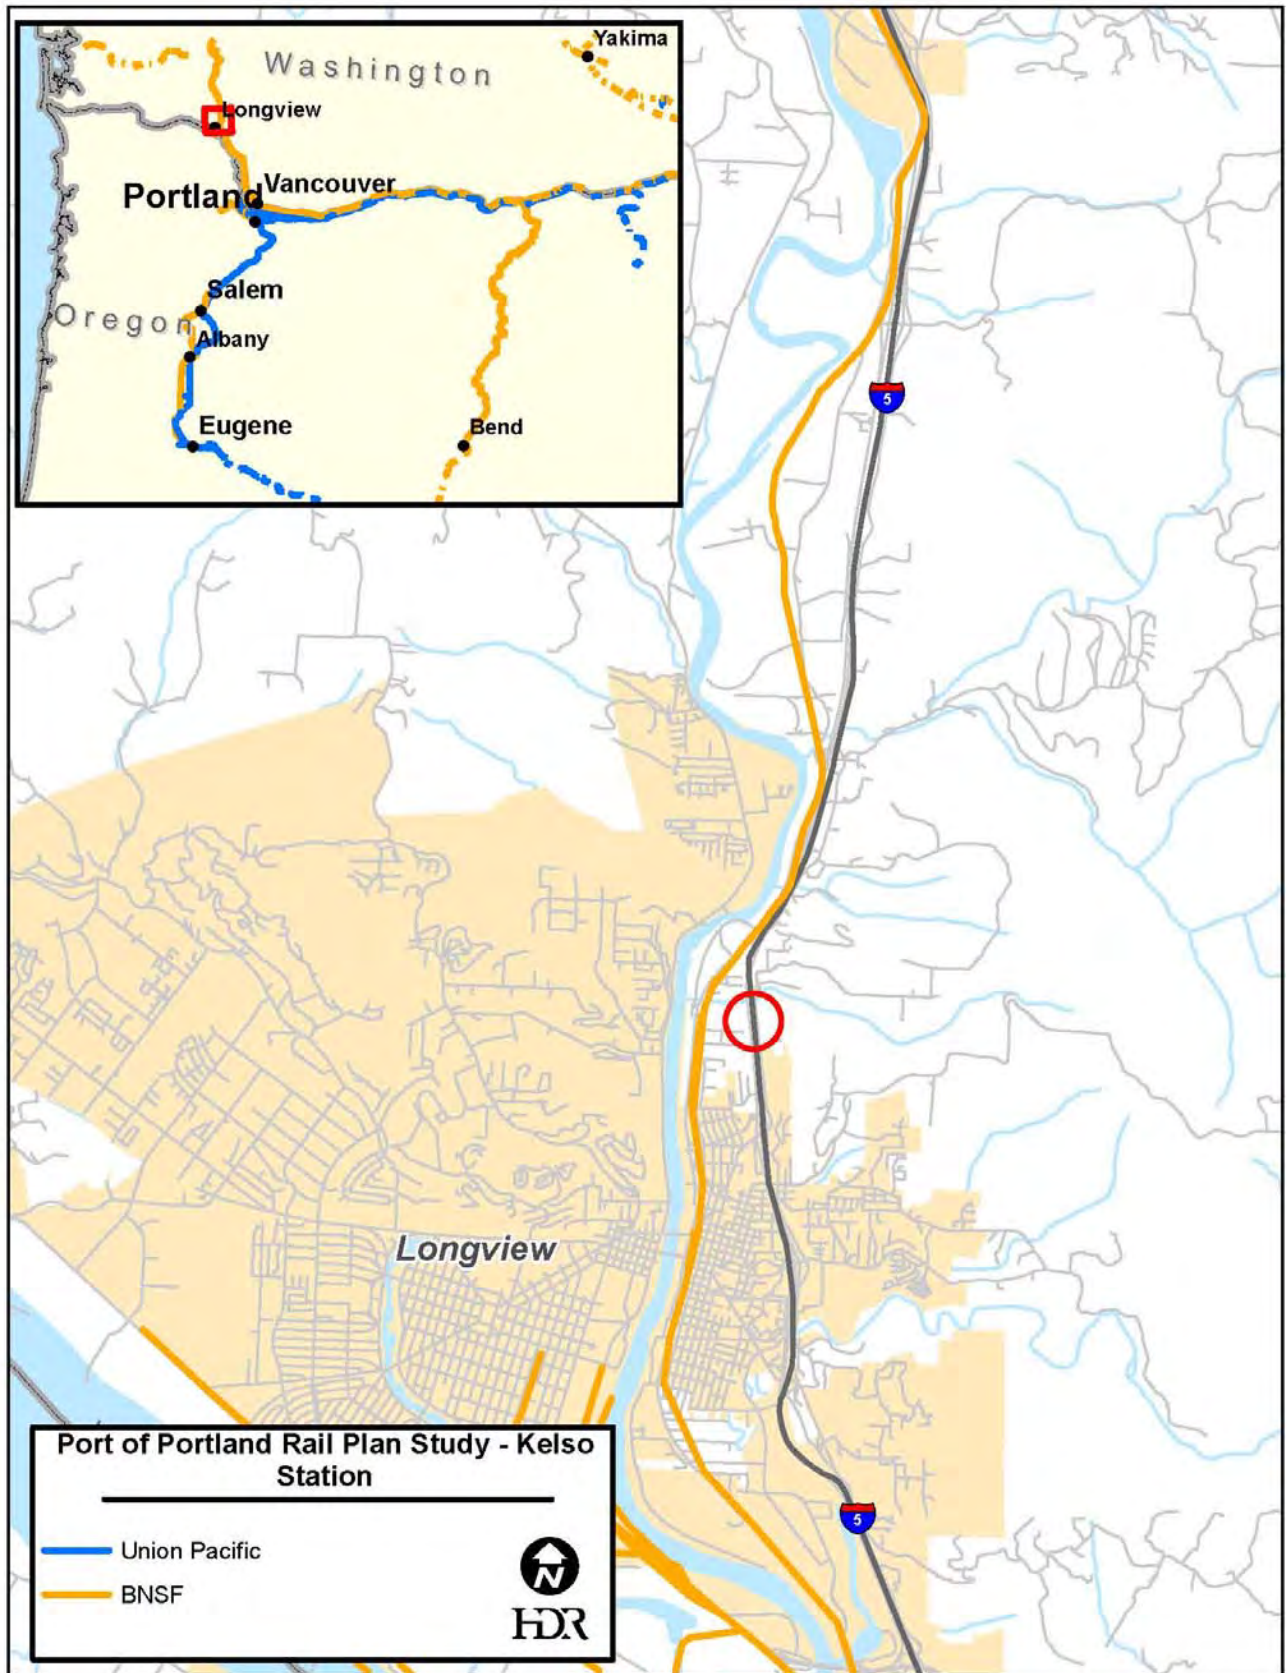 Yakima
Washington
Longview
Vancouver
Portland
Salem
Oregon
Albany
Eugene
Bend
5
Longview
Port of Portland Rail Plan Study - Kelso
Station
Union Pacific
BNSF
N
HDR
5